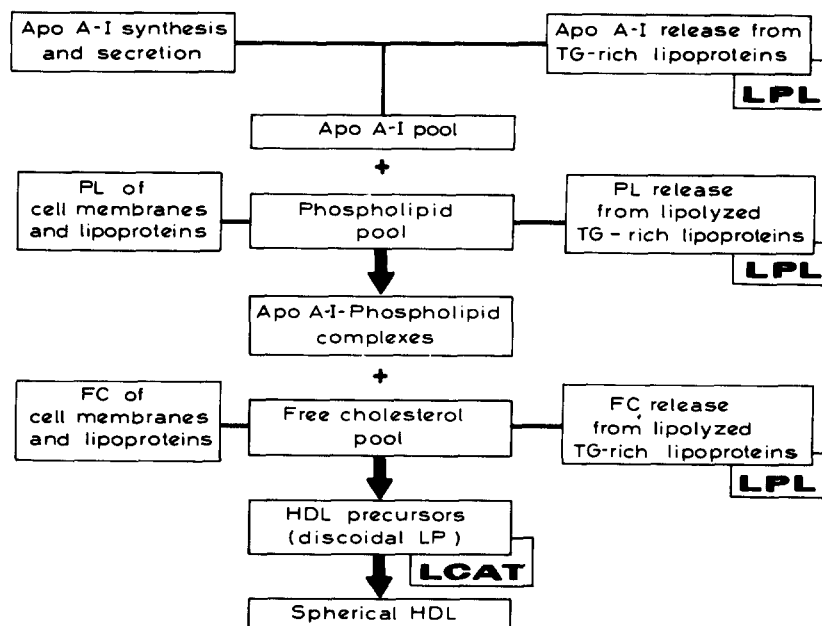 Apo A-I synthesis
and secretion
Apo A-I release from
TG-rich lipoproteins
LPL
Apo A-I pool
+
PL of
cell membranes
and lipoproteins
Phospholipid
pool
PL release
from lipolyzed
TG-rich lipoproteins
LPL
Apo A-I-Phospholipid
complexes
+
FC of
cell membranes
and lipoproteins
Free cholesterol
pool
FC release
from lipolyzed
TG-rich lipoproteins
LPL
HDL precursors
(discoidal LP)
LCAT
Spherical HDL